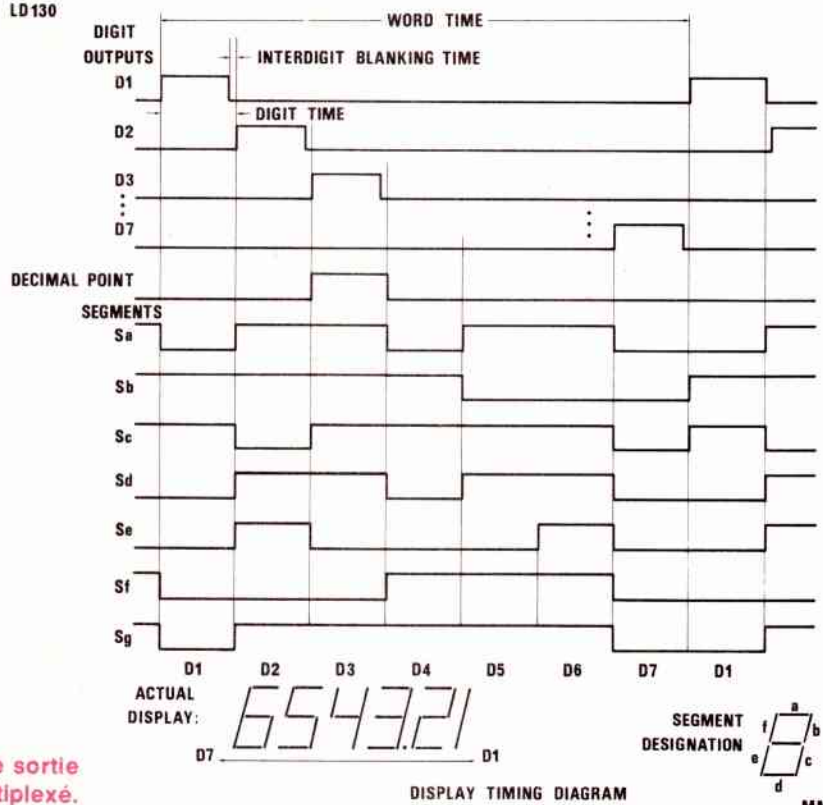 LD130
WORD TIME
DIGIT
OUTPUTS
INTERDIGIT BLANKING TIME
D1
DIGIT TIME
D2
D3
D7
DECIMAL POINT
SEGMENTS
Sa
Sb
Sc
Sd
Se
Sf
Sg
D1 D2 D3 D4 D5 D6 D7 D1
ACTUAL
DISPLAY:
6543.21
D7 D1
SEGMENT
DESIGNATION
a
f b
e c
d
e sortie
tiplexé.
DISPLAY TIMING DIAGRAM